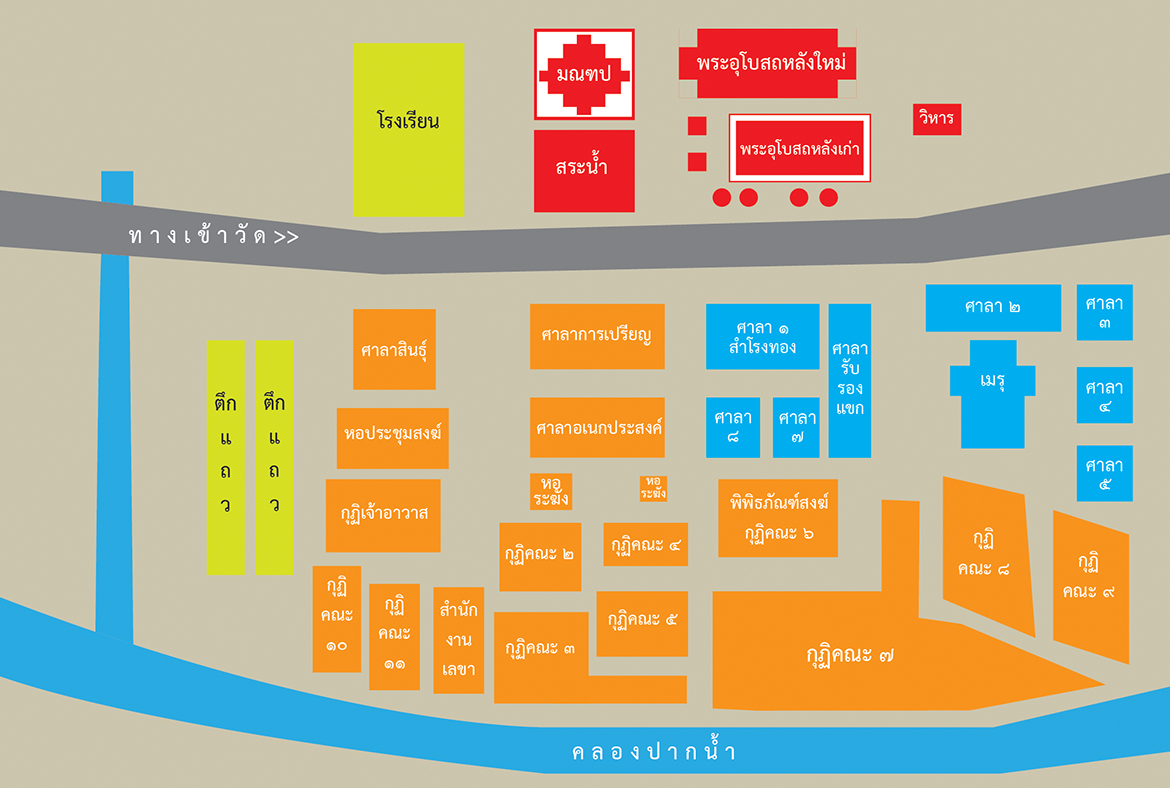 มณฑป
พระอุโบสถหลังใหม่
โรงเรียน
วิหาร
สระน้ำ
พระอุโบสถหลังเก่า
ทางเข้าวัด >>
ศาลา ๒
ศาลา
๓
ศาลาสินธุ์
ศาลาการเปรียญ
ศาลา ๑
สำโรงทอง
ศาลา
รับ
รอง
แขก
เมรุ
ศาลา
๔
ตึก
แ
ถ
ว
ตึก
แ
ถ
ว
หอประชุมสงฆ์
ศาลาอเนกประสงค์
ศาลา
๘
ศาลา
๗
ศาลา
๕
กุฏิเจ้าอาวาส
หอ
ระฆัง
หอ
ระฆัง
พิพิธภัณฑ์สงฆ์
กุฏิคณะ ๖
กุฏิคณะ ๒
กุฏิคณะ ๔
กุฏิ
คณะ ๘
กุฏิ
คณะ ๙
กุฏิ
คณะ
๑๐
กุฏิ
คณะ
๑๑
สำนัก
งาน
เลขา
กุฏิคณะ ๓
กุฏิคณะ ๕
กุฏิคณะ ๗
คลองปากน้ำ